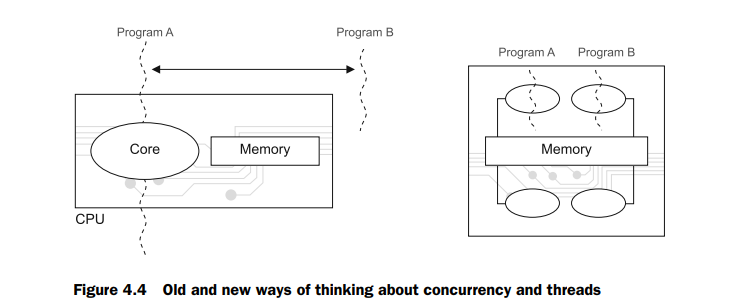 Program A
Program B
Core
Memory
CPU
Program A
Program B
Memory
Figure 4.4 Old and new ways of thinking about concurrency and threads